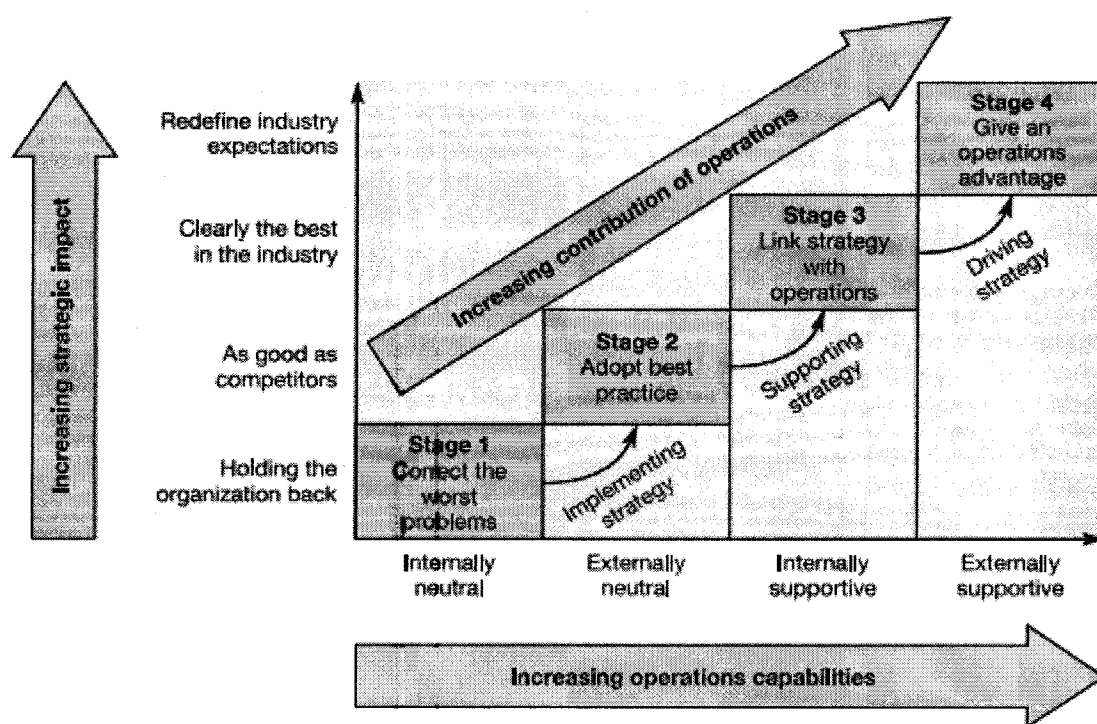 Increasing strategic impact
Redefine industry
expectations
Clearly the best
in the industry
As good as
competitors
Holding the
organization back
Increasing contribution of operations
Stage 1
Correct the
worst
problems
Implementing
strategy
Stage 2
Adopt best
practice
Supporting
strategy
Stage 3
Link strategy
with
operations
Driving
strategy
Stage 4
Give an
operations
advantage
Internally
neutral
Externally
neutral
Internally
supportive
Externally
supportive
Increasing operations capabilities